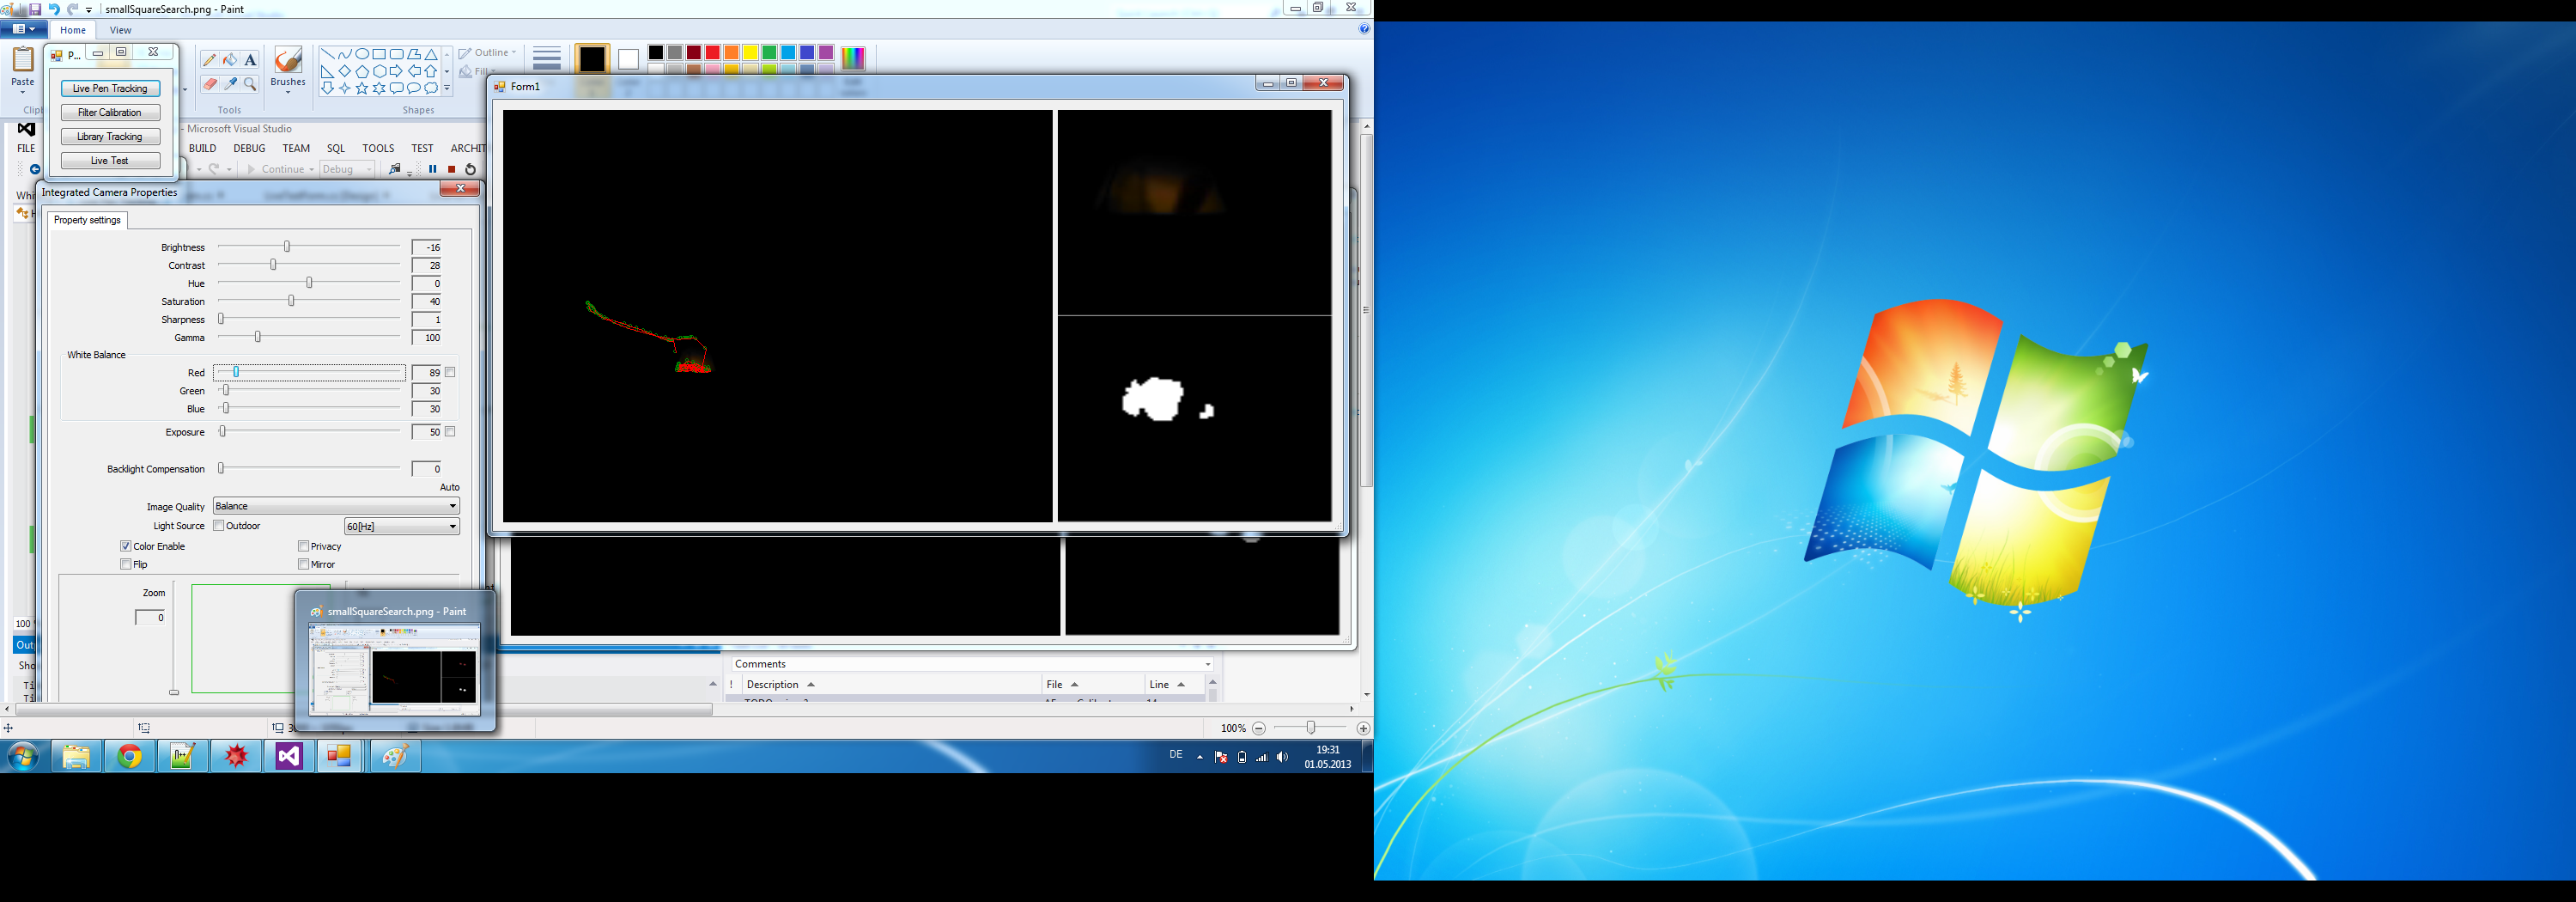 smallSquareSearch.png - Paint
Home View
Paste
Brushes
Tools
Shapes
Outline
Fill
P...
Live Pen Tracking
Filter Calibration
Library Tracking
Live Test
- Microsoft Visual Studio
FILE BUILD DEBUG TEAM SQL TOOLS TEST ARCHIT
Continue Debug
Integrated Camera Properties
Property settings
Brightness -16
Contrast 28
Hue 0
Saturation 40
Sharpness 1
Gamma 100
White Balance
Red 89
Green 30
Blue 30
Exposure 50
Backlight Compensation 0
Auto
Image Quality Balance
Light Source Outdoor 60[Hz]
Color Enable Privacy
Flip Mirror
Zoom
0
Form1
smallSquareSearch.png - Paint
Comments
! Description File Line
100%
DE
19:31
01.05.2013